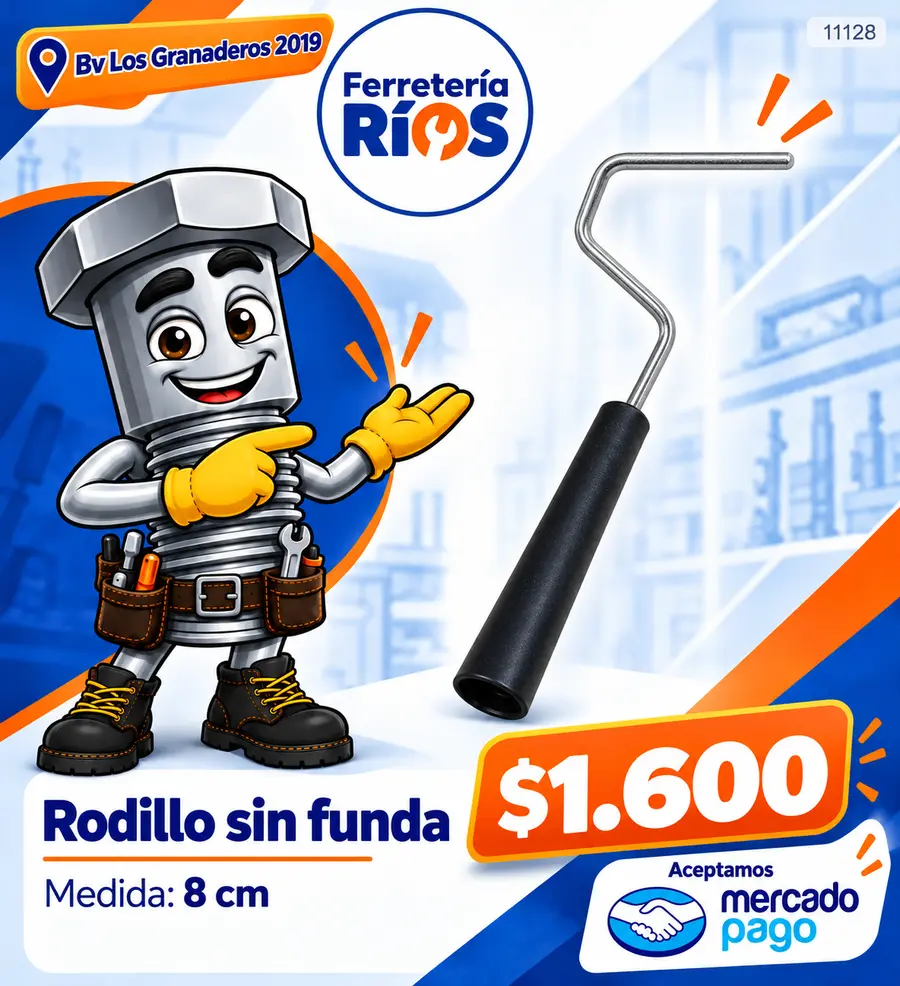 Bv Los Granaderos 2019
Ferretería
RÍOS
11128
$1.600
Rodillo sin funda
Medida: 8 cm
Aceptamos
mercado
pago